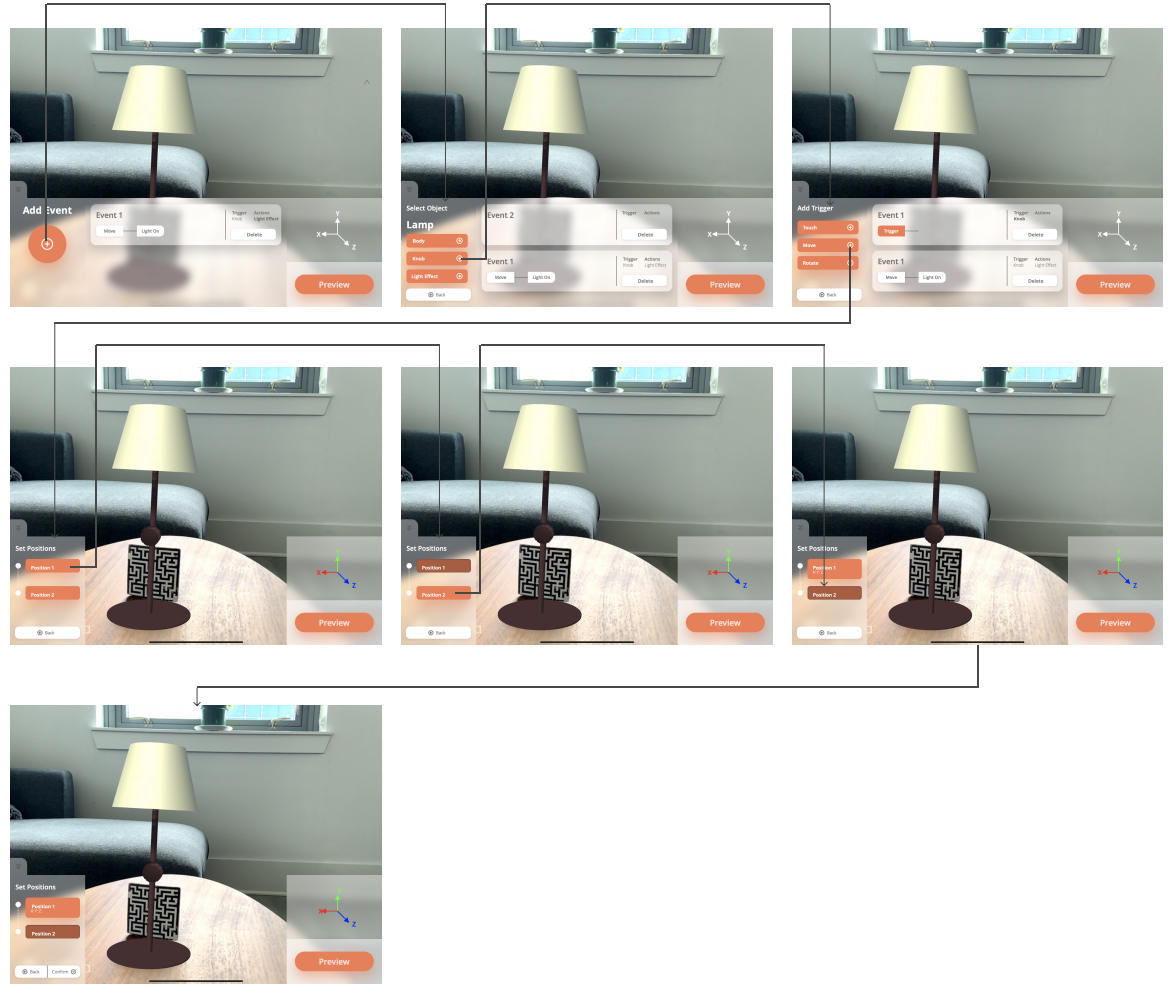 Add Event
Event 1
Move
Light On
Trigger
Actions
Knob
Light Effect
Delete
Y
X
Z
Preview
Select Object
Lamp
Body
Knob
Light Effect
Back
Event 2
Trigger
Actions
Delete
Event 1
Move
Light On
Trigger
Actions
Knob
Light Effect
Delete
Y
X
Z
Preview
Add Trigger
Touch
Move
Rotate
Back
Event 1
Trigger
Trigger
Actions
Knob
Delete
Event 1
Move
Light On
Trigger
Actions
Knob
Light Effect
Delete
Y
X
Z
Preview
Set Positions
Position 1
Position 2
Back
Y
X
Z
Preview
Set Positions
Position 1
Position 2
Back
Y
X
Z
Preview
Set Positions
Position 1
X Y Z
Position 2
Back
Y
X
Z
Preview
Set Positions
Position 1
X Y Z
Position 2
Back
Confirm
Y
X
Z
Preview